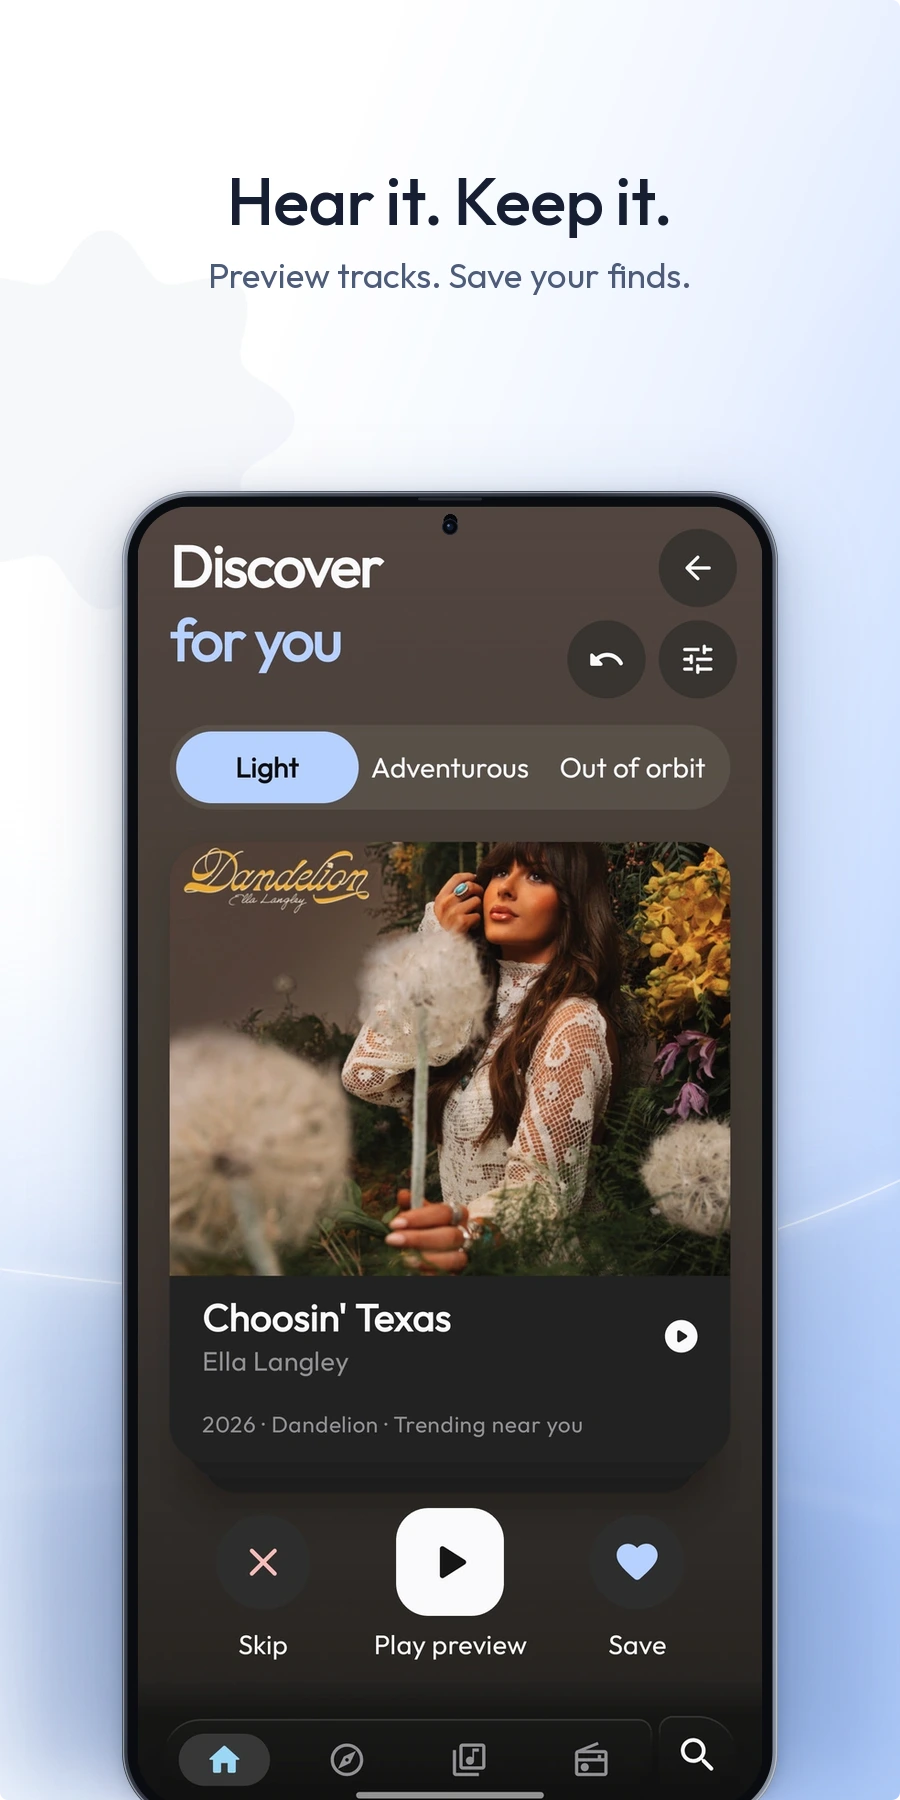 Hear it. Keep it.
Preview tracks. Save your finds.
Discover
for you
Light
Adventurous
Out of orbit
Dandelion
Ella Langley
Choosin' Texas
Ella Langley
2026 · Dandelion · Trending near you
Skip
Play preview
Save